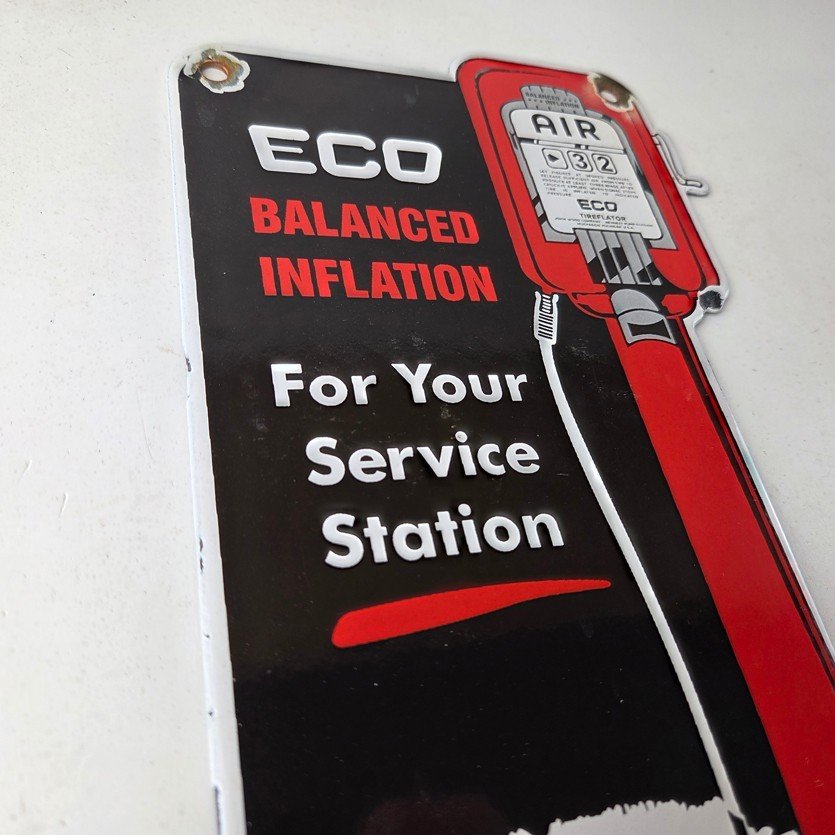 ECO
BALANCED
INFLATION
For Your
Service
Station
BALANCED
INFLATION
AIR
32
ECO
TIREFLATOR